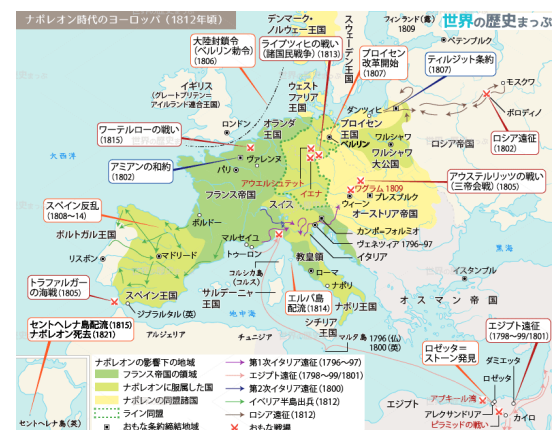 ナポレオン時代のヨーロッパ（1812年頃）
世界の歴史まっぷ
デンマーク・
ノルウェー王国
スウェーデン王国
フィンランド(露)
1809
ペテンブルク
大陸封鎖令
(ベルリン勅令)
(1806)
ライプツィヒの戦い
(諸国民戦争)(1813)
プロイセン
改革開始
(1807)
ティルジット条約
(1807)
モスクワ
ボロディノ
イギリス
(グレートブリテン=
アイルランド連合王国)
ウェスト
ファリア
王国
ダンツィヒ
ロンドン
オランダ
王国
プロイセン
王国
ベルリン
ワルシャワ
ワルシャワ
大公国
ロシア帝国
ロシア遠征
(1802)
ワーテルローの戦い
(1815)
大西洋
アミアンの和約
(1802)
ヴァレンヌ
パリ
アウエルシュテット
イエナ
アウステルリッツの戦い
(三帝会戦)(1805)
フランス帝国
ワグラム 1809
ウィーン
プレスブルク
スイス
オーストリア帝国
スペイン反乱
(1808〜14)
ボルドー
カンポーフォルミオ
ヴェネツィア 1796-97
イタリア
黒海
ポルトガル王国
マルセイユ
トゥーロン
教皇領
リスボン
マドリード
コルシカ島
(コルス)
ローマ
イスタンブル
ナポリ
トラファルガー
の海戦(1805)
スペイン王国
サルデーニャ
王国
エルバ島
配流(1814)
ナポリ王国
オスマン帝国
ジブラルタル(英)
地中海
シチリア
王国
セントヘレナ島配流(1815)
ナポレオン死去(1821)
アルジェリア
チュニジア
マルタ島 1796(仏)
1800(英)
エジプト遠征
(1798〜99/1801)
ナポレオンの影響下の地域
フランス帝国の領域
ナポレオンに服属した国
ナポレオンの同盟諸国
ライン同盟
おもな条約締結地域
第1次イタリア遠征(1796〜97)
エジプト遠征(1798〜99/1801)
第2次イタリア遠征(1800)
イベリア半島出兵(1812)
ロシア遠征(1812)
おもな戦場
ロゼッタ=
ストーン発見
ダミエッタ
ロゼッタ
アブキール湾
エジプト
アレクサンドリア
カイロ
ピラミッドの戦い
セントヘレナ島(英)